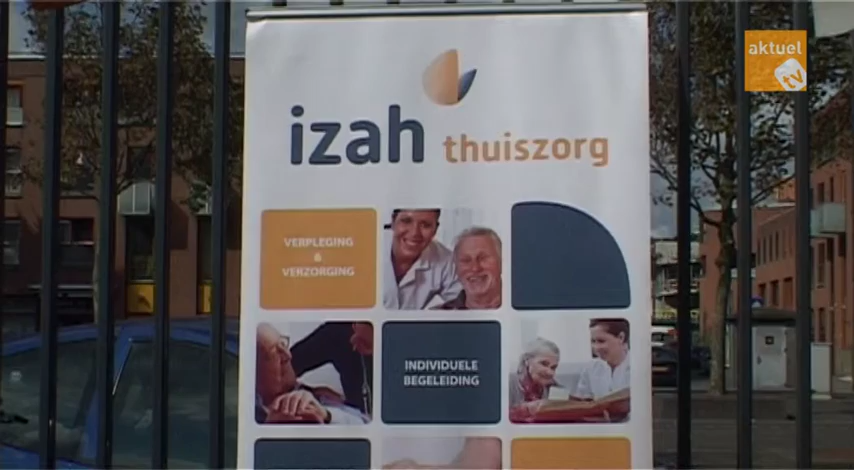 aktuel
tv
izah thuiszorg
VERPLEGING
&
VERZORGING
INDIVIDUELE
BEGELEIDING